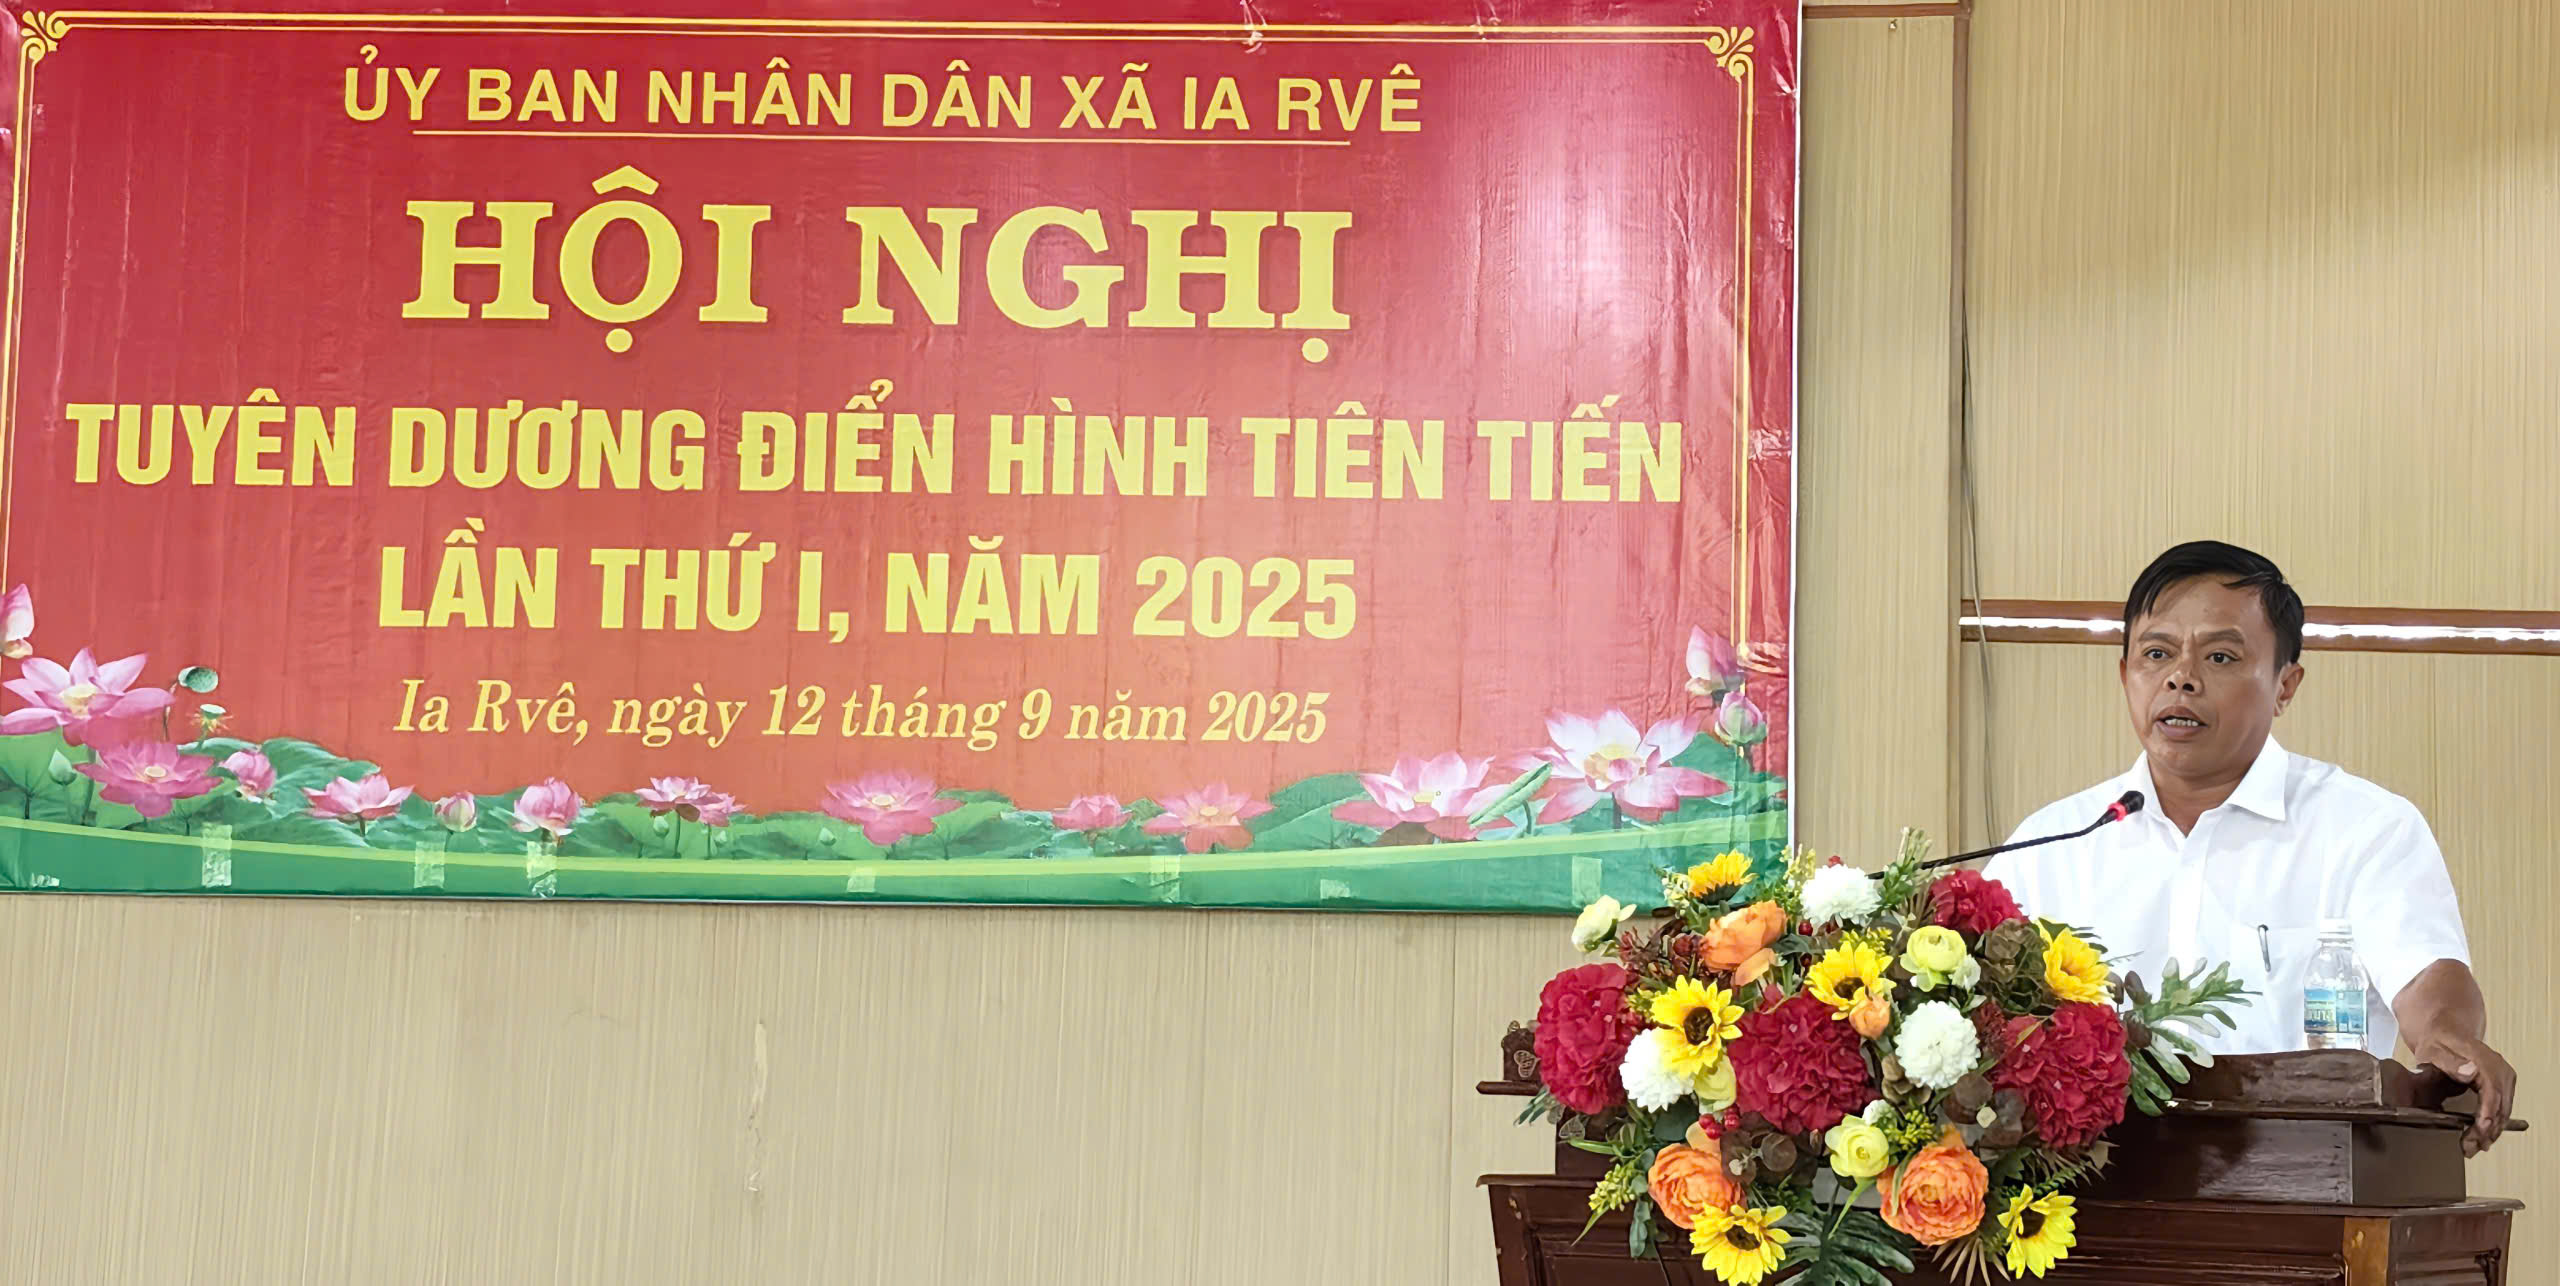 ỦY BAN NHÂN DÂN XÃ IA RVÊ
HỘI NGHỊ
TUYÊN DƯƠNG ĐIỂN HÌNH TIÊN TIẾN
LẦN THỨ I, NĂM 2025
Ia Rvê, ngày 12 tháng 9 năm 2025